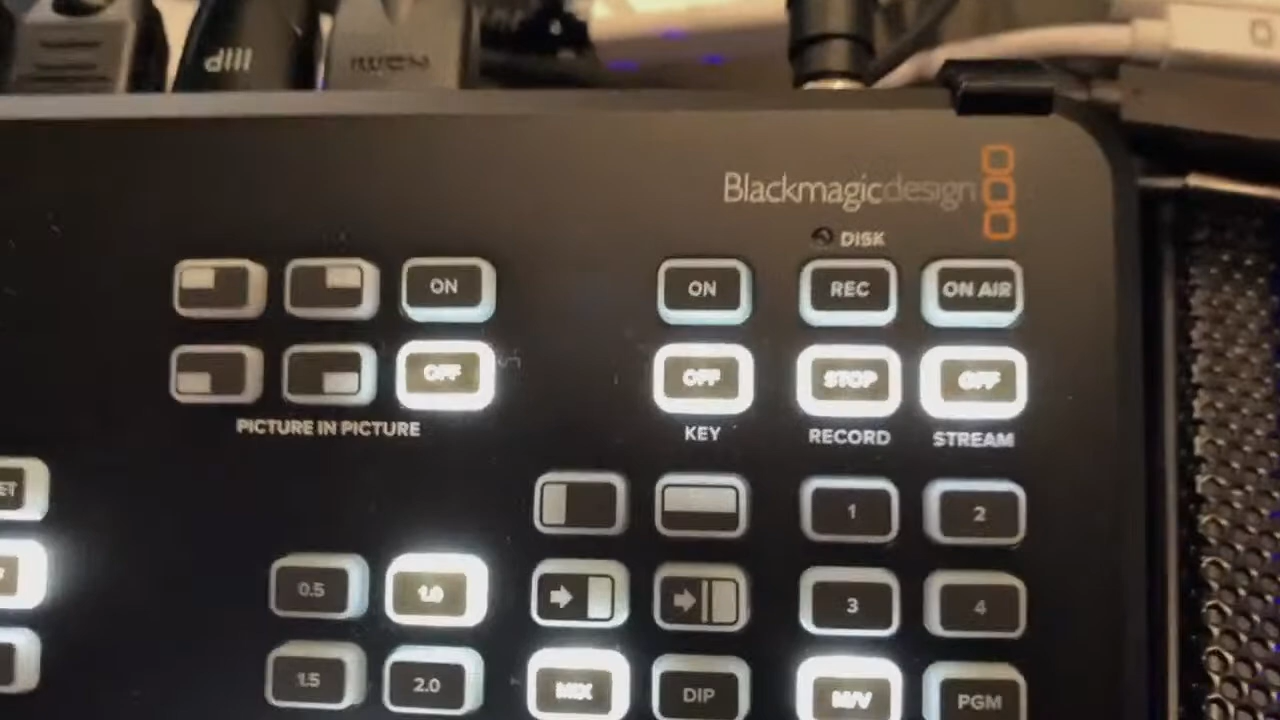 Blackmagicdesign
DISK
ON
ON
REC
ON AIR
OFF
OFF
STOP
OFF
PICTURE IN PICTURE
KEY
RECORD
STREAM
ET
1
2
0.5
1.0
3
4
1.5
2.0
MIX
DIP
M/V
PGM